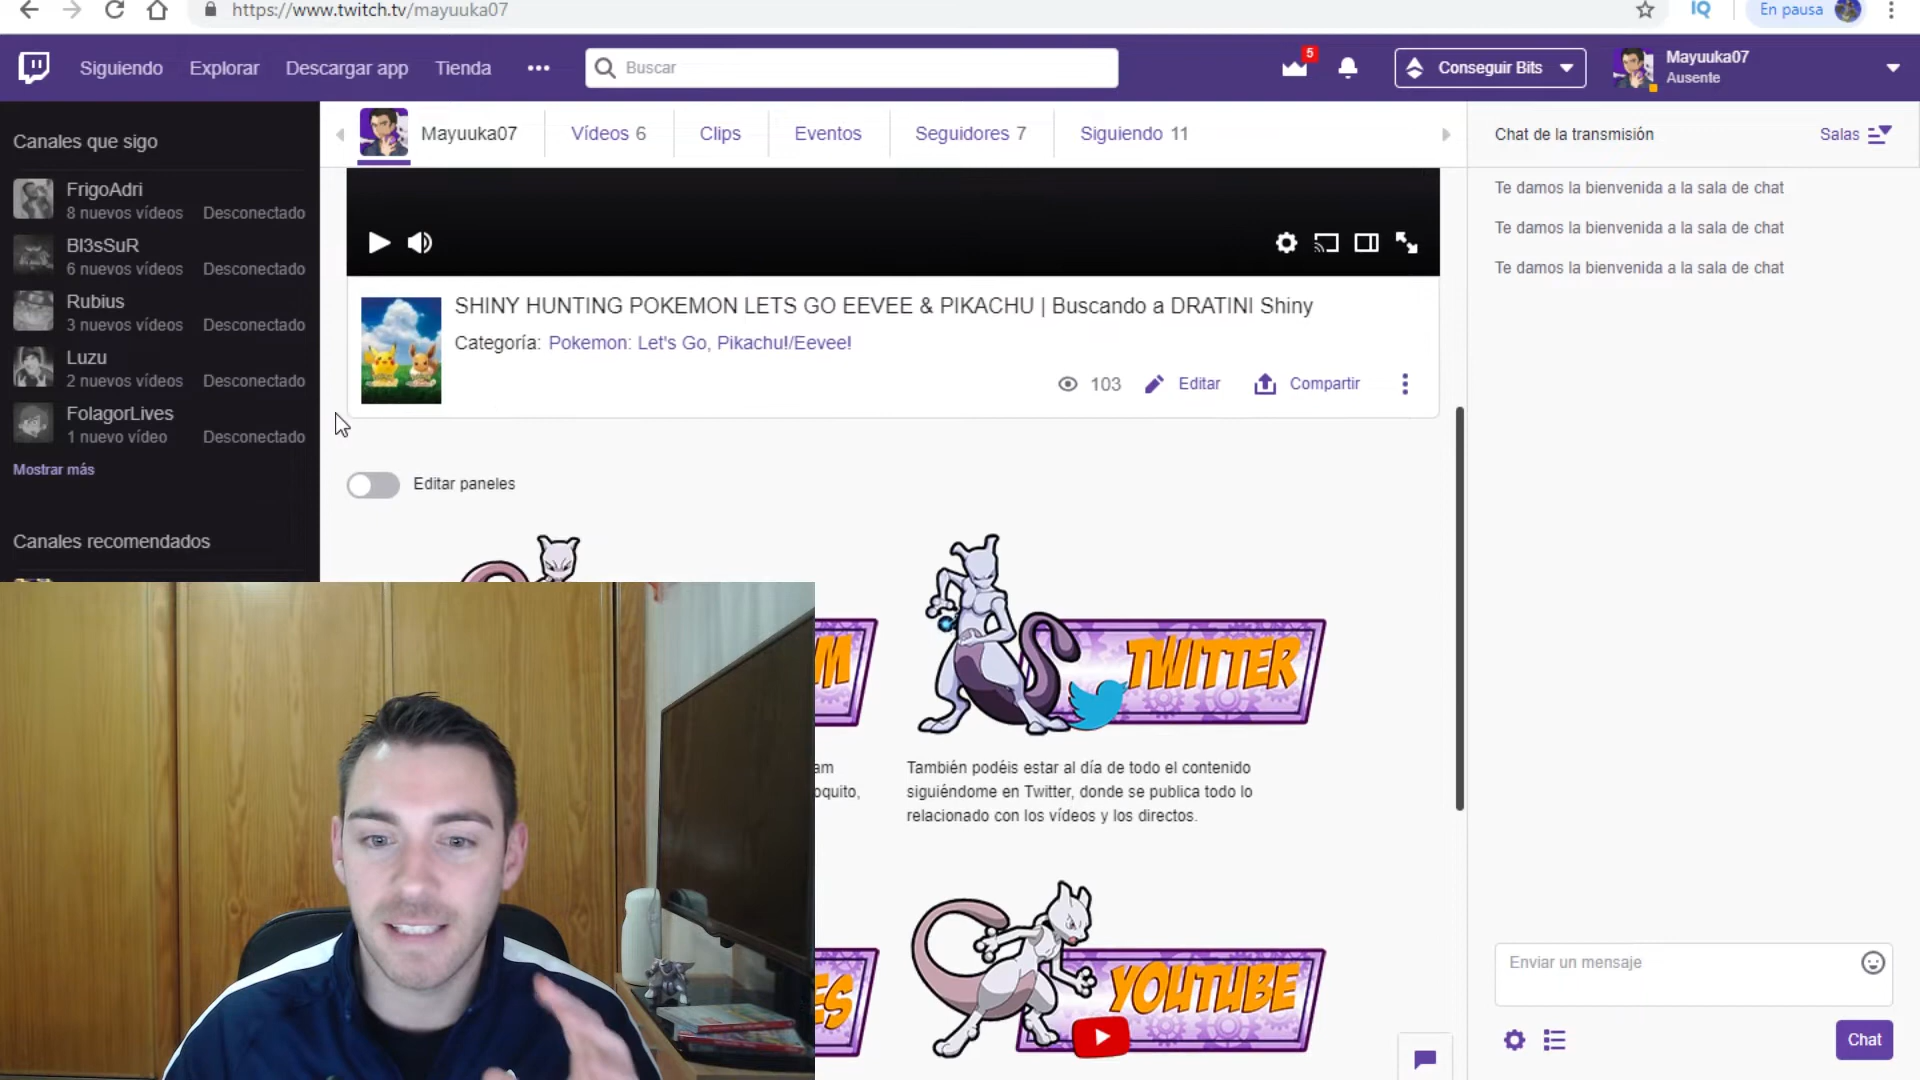 https://www.twitch.tv/mayuuka07
En pausa
Siguiendo
Explorar
Descargar app
Tienda
Buscar
5
Conseguir Bits
Mayuuka07
Ausente
Canales que sigo
FrigoAdri
8 nuevos vídeos Desconectado
Bl3sSuR
6 nuevos vídeos Desconectado
Rubius
3 nuevos vídeos Desconectado
Luzu
2 nuevos vídeos Desconectado
FolagorLives
1 nuevo vídeo Desconectado
Mostrar más
Canales recomendados
Mayuuka07
Vídeos 6
Clips
Eventos
Seguidores 7
Siguiendo 11
SHINY HUNTING POKEMON LETS GO EEVEE & PIKACHU | Buscando a DRATINI Shiny
Categoría: Pokemon: Let's Go, Pikachu!/Eevee!
103
Editar
Compartir
Editar paneles
M
am
oquito,
TWITTER
También podéis estar al día de todo el contenido
siguiéndome en Twitter, donde se publica todo lo
relacionado con los vídeos y los directos.
ES
YOUTUBE
Chat de la transmisión
Salas
Te damos la bienvenida a la sala de chat
Te damos la bienvenida a la sala de chat
Te damos la bienvenida a la sala de chat
Enviar un mensaje
Chat